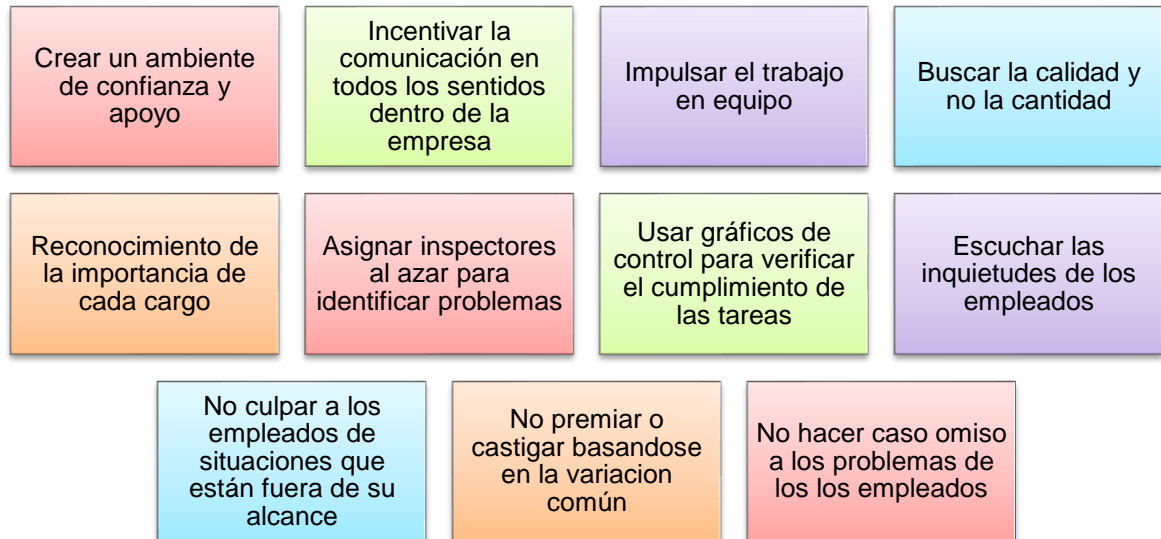 Crear un ambiente
de confianza y
apoyo
Incentivar la
comunicación en
todos los sentidos
dentro de la
empresa
Impulsar el trabajo
en equipo
Buscar la calidad y
no la cantidad
Reconocimiento de
la importancia de
cada cargo
Asignar inspectores
al azar para
identificar problemas
Usar gráficos de
control para verificar
el cumplimiento de
las tareas
Escuchar las
inquietudes de los
empleados
No culpar a los
empleados de
situaciones que
están fuera de su
alcance
No premiar o
castigar basandose
en la variacion
común
No hacer caso omiso
a los problemas de
los los empleados